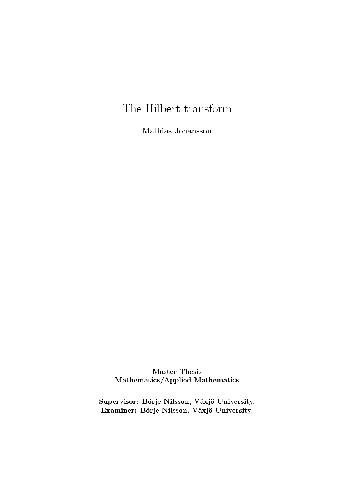 The Hilbert transform
Mathias Johansson
Master Thesis
Mathematics/Applied Mathematics
Supervisor: Börje Nilsson, Växjö University.
Examiner: Börje Nilsson, Växjö University.